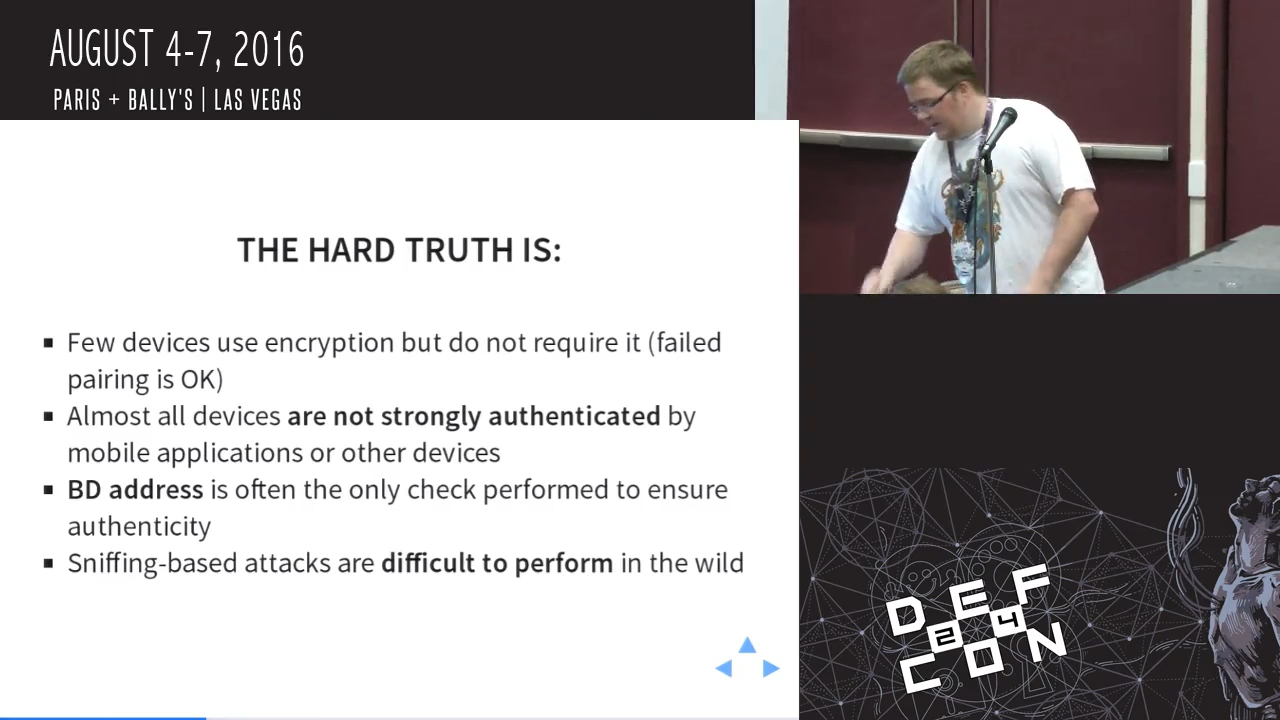 AUGUST 4-7, 2016
PARIS + BALLY'S | LAS VEGAS
THE HARD TRUTH IS:
▪ Few devices use encryption but do not require it (failed
pairing is OK)
▪ Almost all devices are not strongly authenticated by
mobile applications or other devices
▪ BD address is often the only check performed to ensure
authenticity
▪ Sniffing-based attacks are difficult to perform in the wild
DEF
24
CON